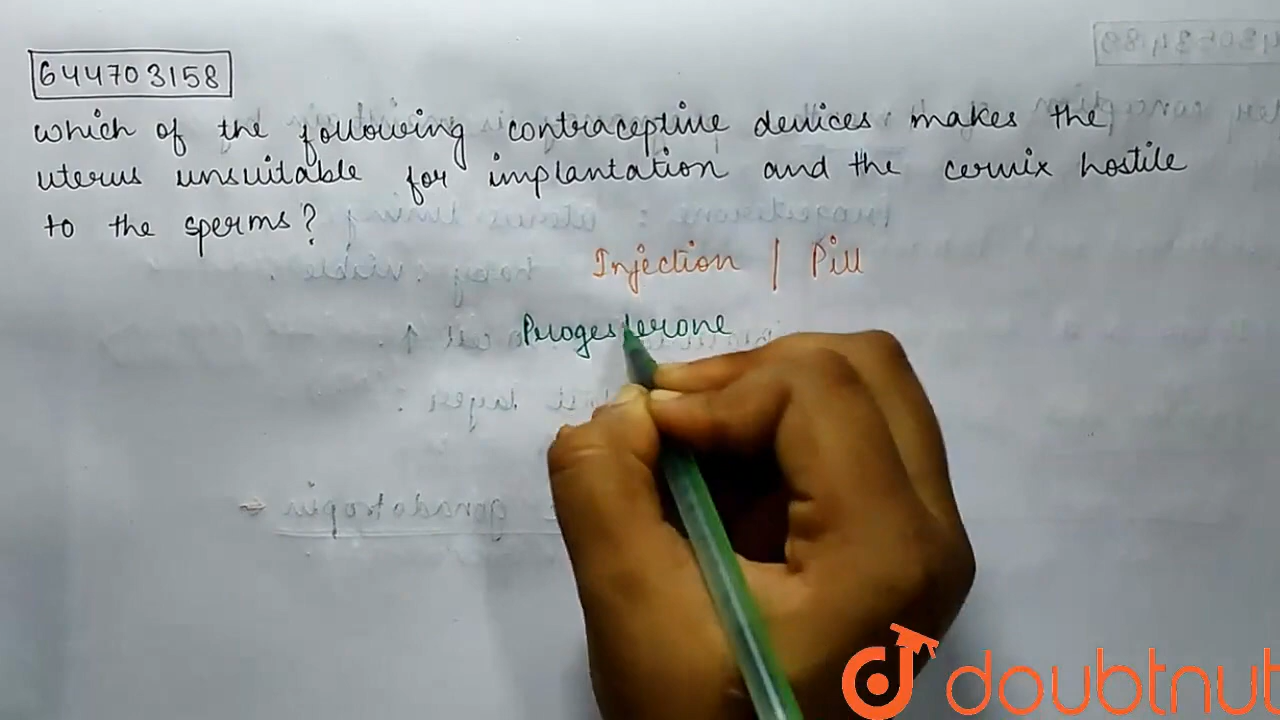 644703158
which of the following contraceptive devices makes the
uterus unsuitable for implantation and the cervix hostile
to the sperms?
Injection | Pill
Progesterone
doubtnut